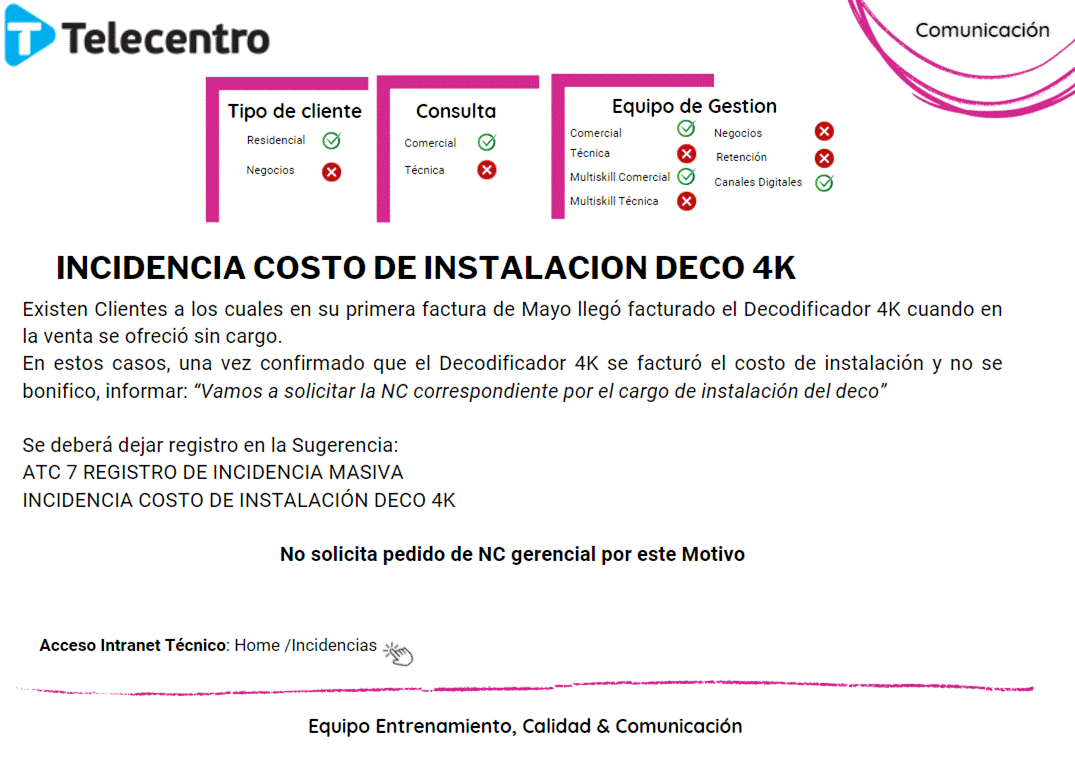 Telecentro
Comunicación
Tipo de cliente
Residencial
Negocios
Consulta
Comercial
Técnica
Equipo de Gestion
Comercial
Técnica
Multiskill Comercial
Multiskill Técnica
Negocios
Retención
Canales Digitales
INCIDENCIA COSTO DE INSTALACION DECO 4K
Existen Clientes a los cuales en su primera factura de Mayo llegó facturado el Decodificador 4K cuando en
la venta se ofreció sin cargo.
En estos casos, una vez confirmado que el Decodificador 4K se facturó el costo de instalación y no se
bonifico, informar: “Vamos a solicitar la NC correspondiente por el cargo de instalación del deco”
Se deberá dejar registro en la Sugerencia:
ATC 7 REGISTRO DE INCIDENCIA MASIVA
INCIDENCIA COSTO DE INSTALACIÓN DECO 4K
No solicita pedido de NC gerencial por este Motivo
Acceso Intranet Técnico: Home /Incidencias
Equipo Entrenamiento, Calidad & Comunicación